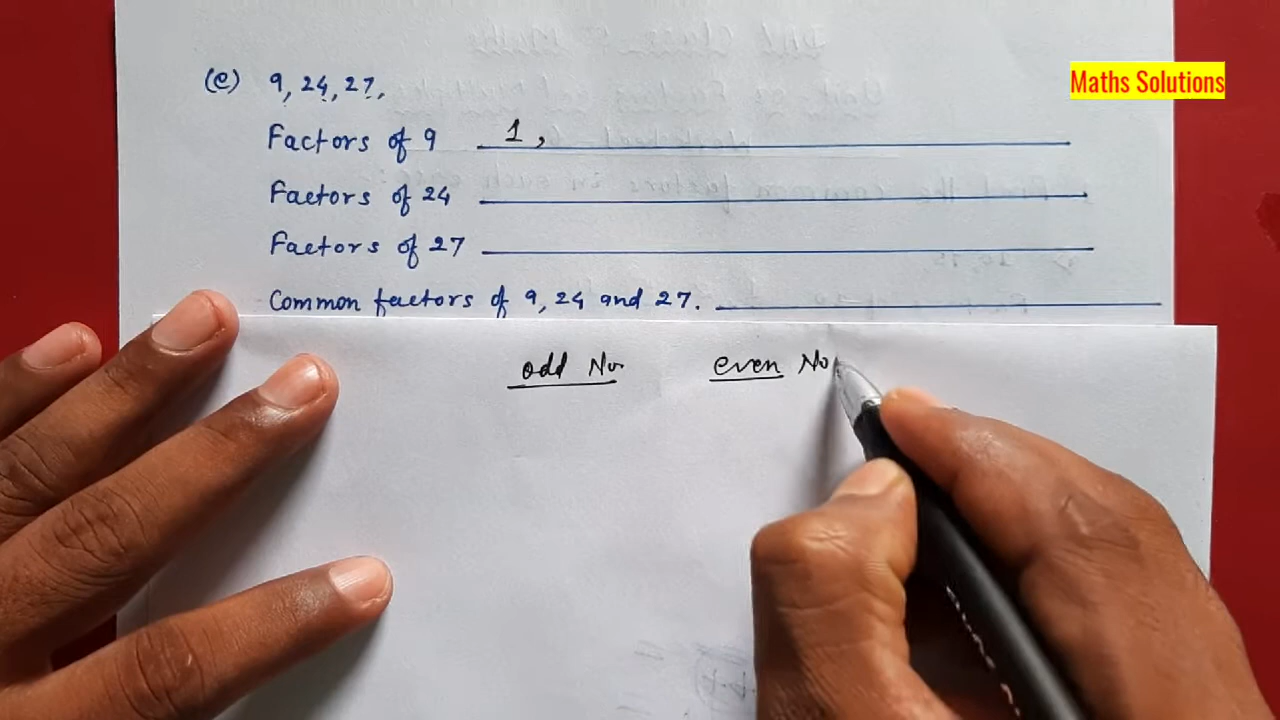 Maths Solutions
(e) 9, 24, 27,
Factors of 9 1,
Factors of 24
Factors of 27
Common factors of 9, 24 and 27.
odd No. even No